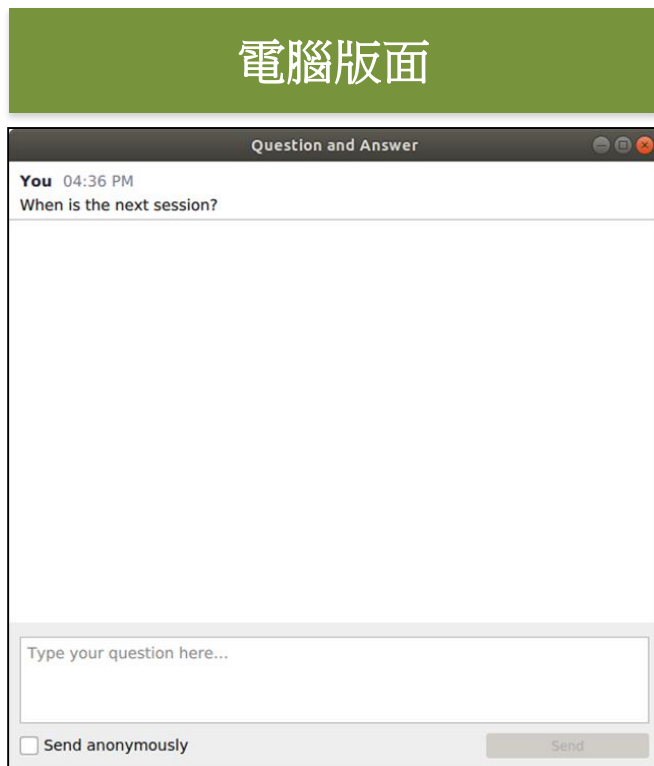 電腦版面
Question and Answer
You 04:36 PM
When is the next session?
Type your question here...
Send anonymously
Send